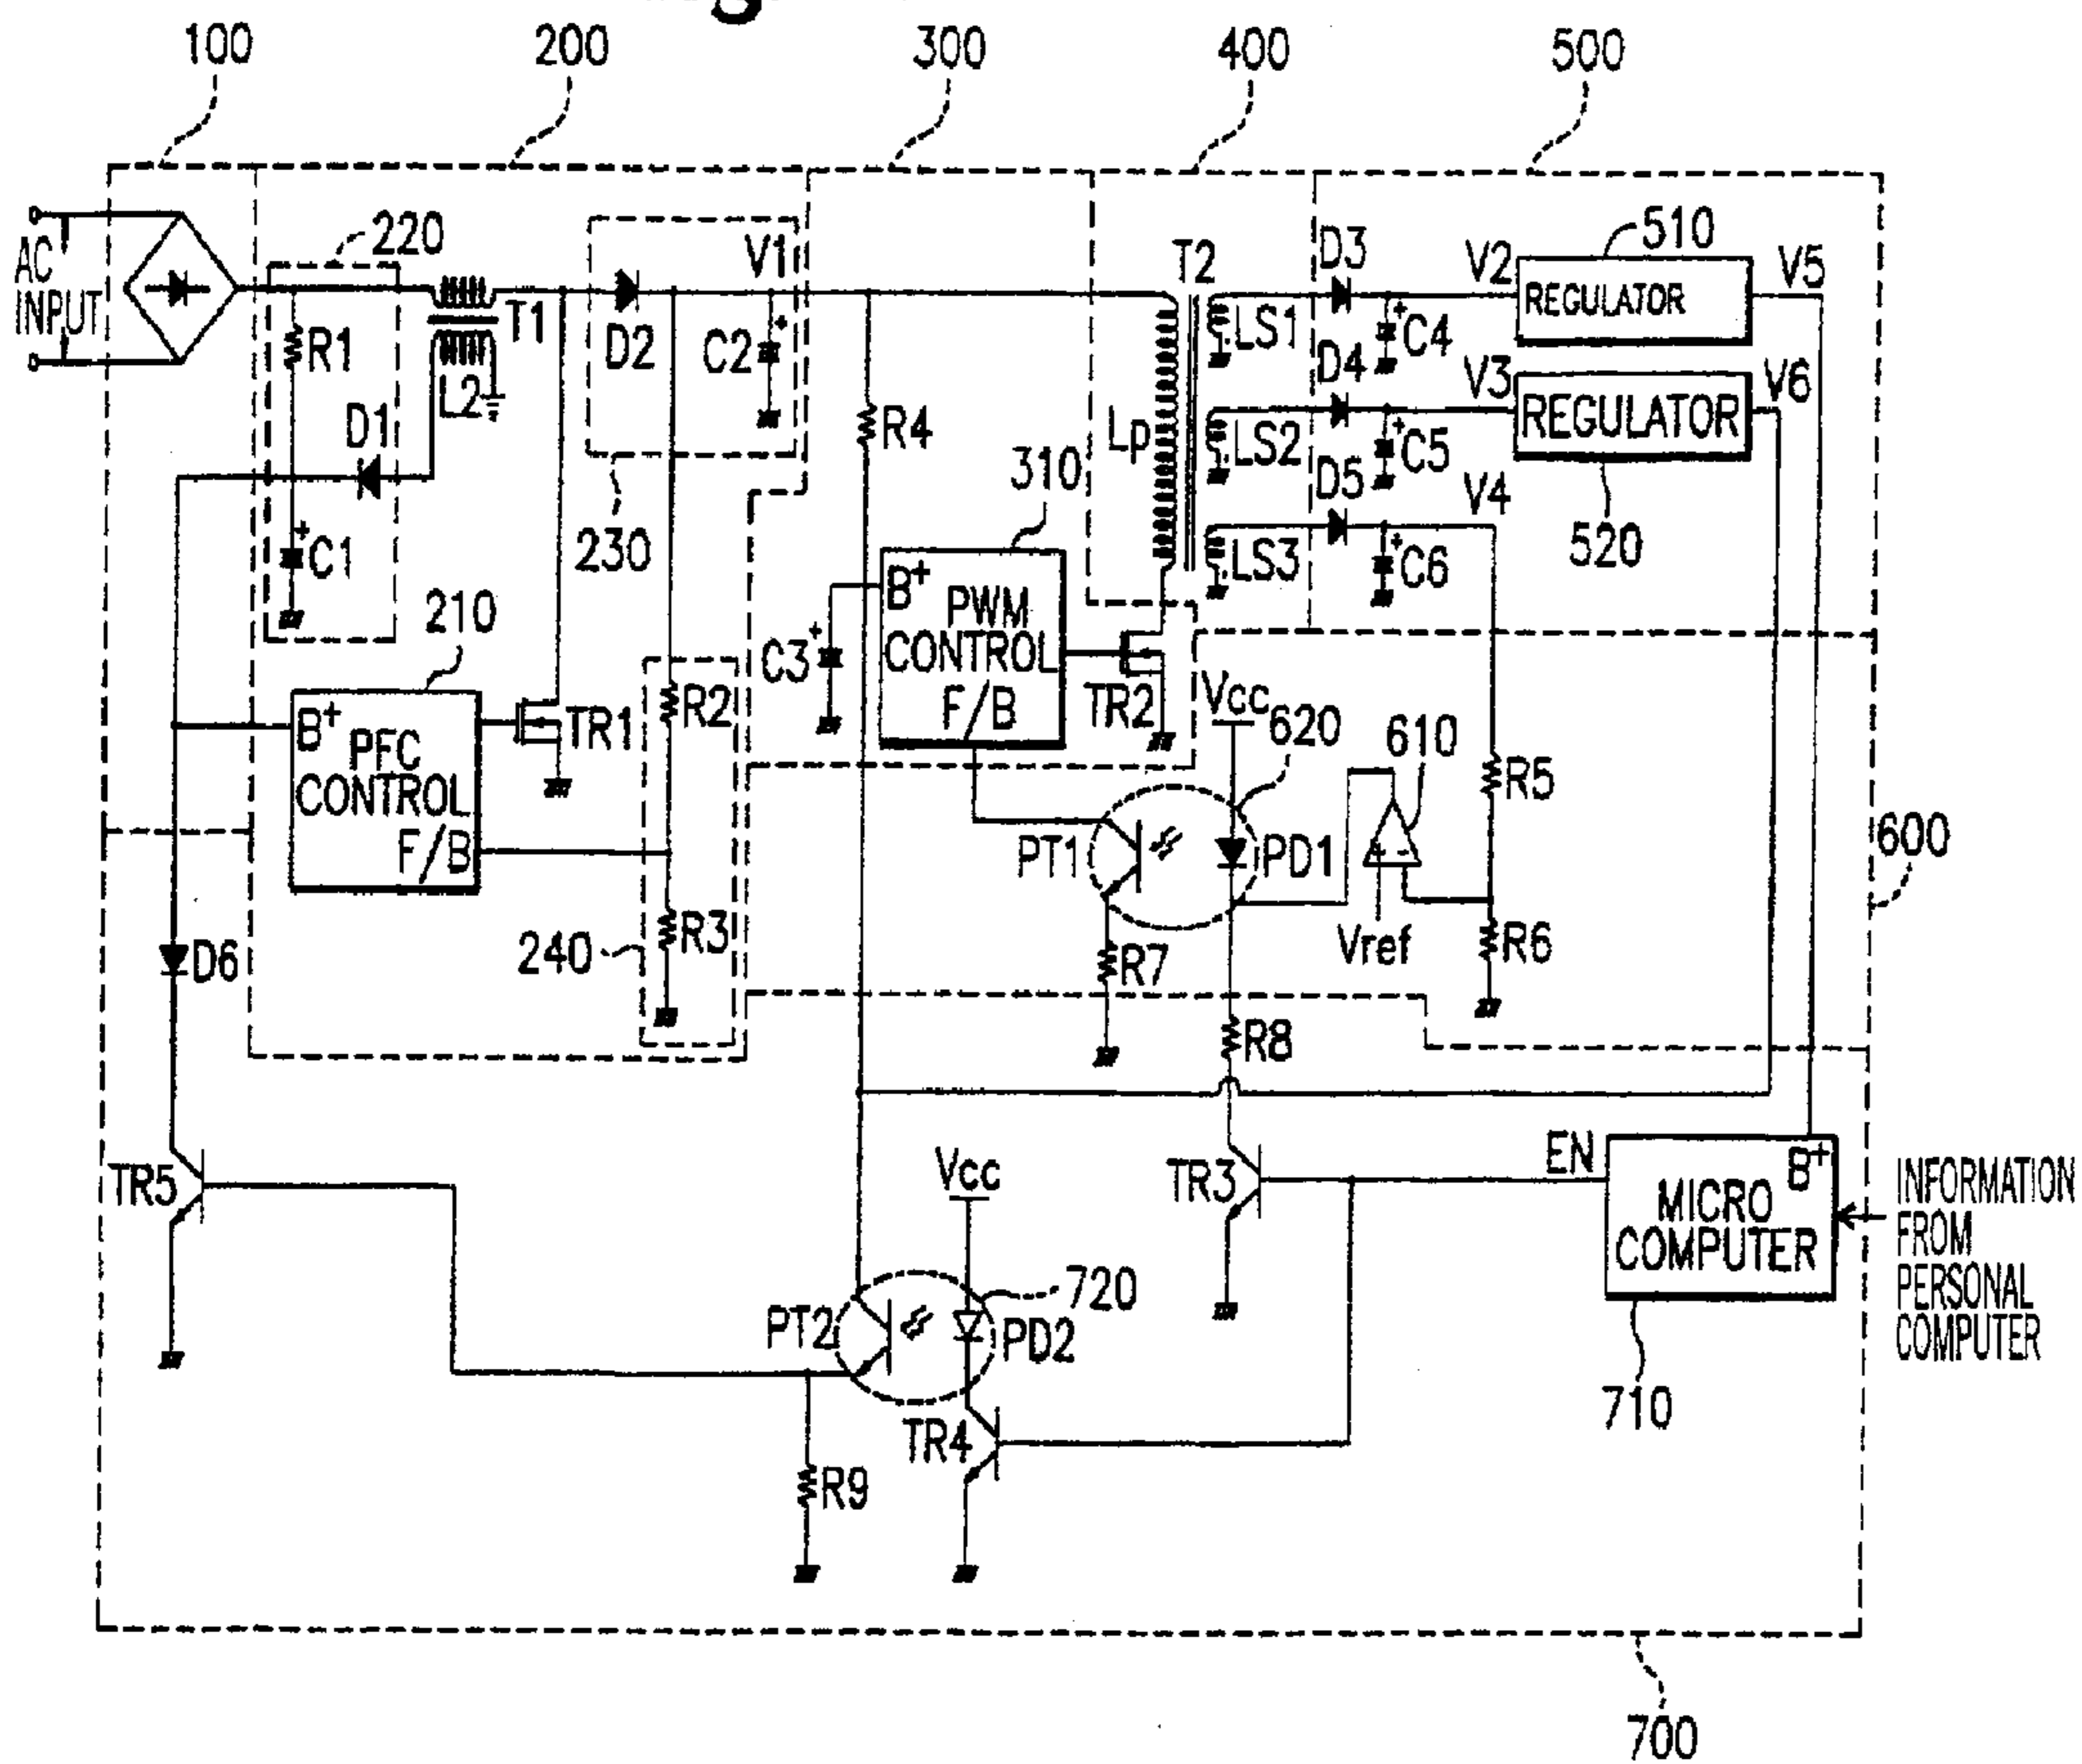 100
200
300
400
500
AC
INPUT
220
R1
D1
C1
T1
L2
D2
V1
C2
230
R4
T2
Lp
LS1
LS2
LS3
D3
D4
D5
C4
C5
C6
V2
V3
V4
510
REGULATOR
V5
REGULATOR
V6
520
210
B+
PFC
CONTROL
F/B
TR1
R2
R3
240
310
B+
PWM
CONTROL
F/B
C3
TR2
Vcc
620
610
PT1
PD1
+ -
Vref
R5
R6
R7
600
D6
R8
TR5
Vcc
TR3
EN
B+
MICRO
COMPUTER
710
INFORMATION
FROM
PERSONAL
COMPUTER
PT2
PD2
720
TR4
R9
700